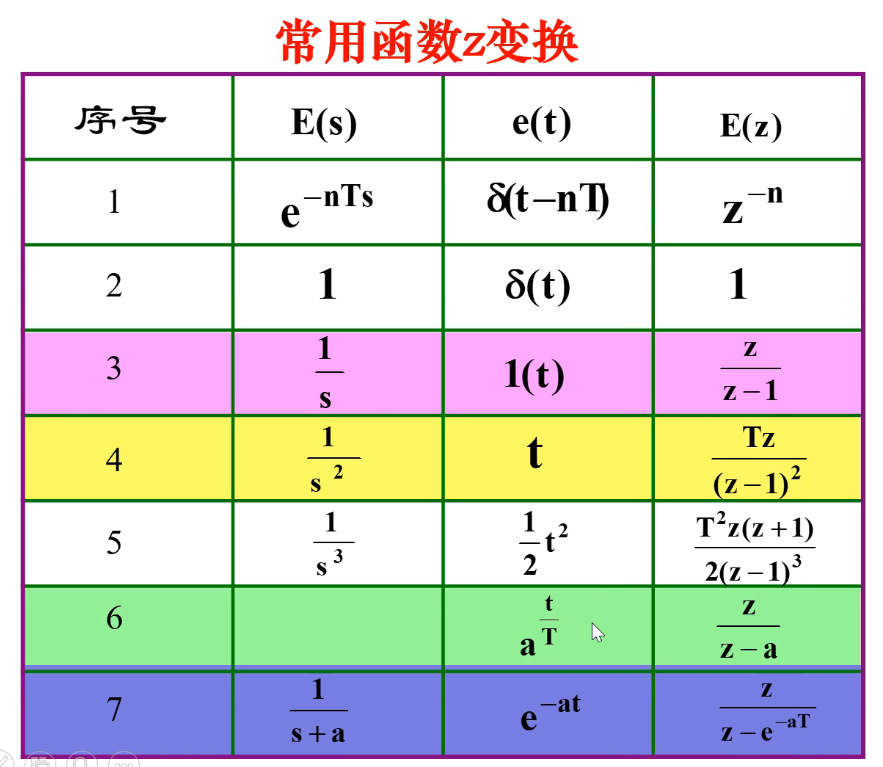 常用函数z变换
序号 E(s) e(t) E(z)
1 e^{-nTs} δ(t-nT) z^{-n}
2 1 δ(t) 1
3 \frac{1}{s} 1(t) \frac{z}{z-1}
4 \frac{1}{s^2} t \frac{Tz}{(z-1)^2}
5 \frac{1}{s^3} \frac{1}{2}t^2 \frac{T^2z(z+1)}{2(z-1)^3}
6 a^{\frac{t}{T}} \frac{z}{z-a}
7 \frac{1}{s+a} e^{-at} \frac{z}{z-e^{-aT}}